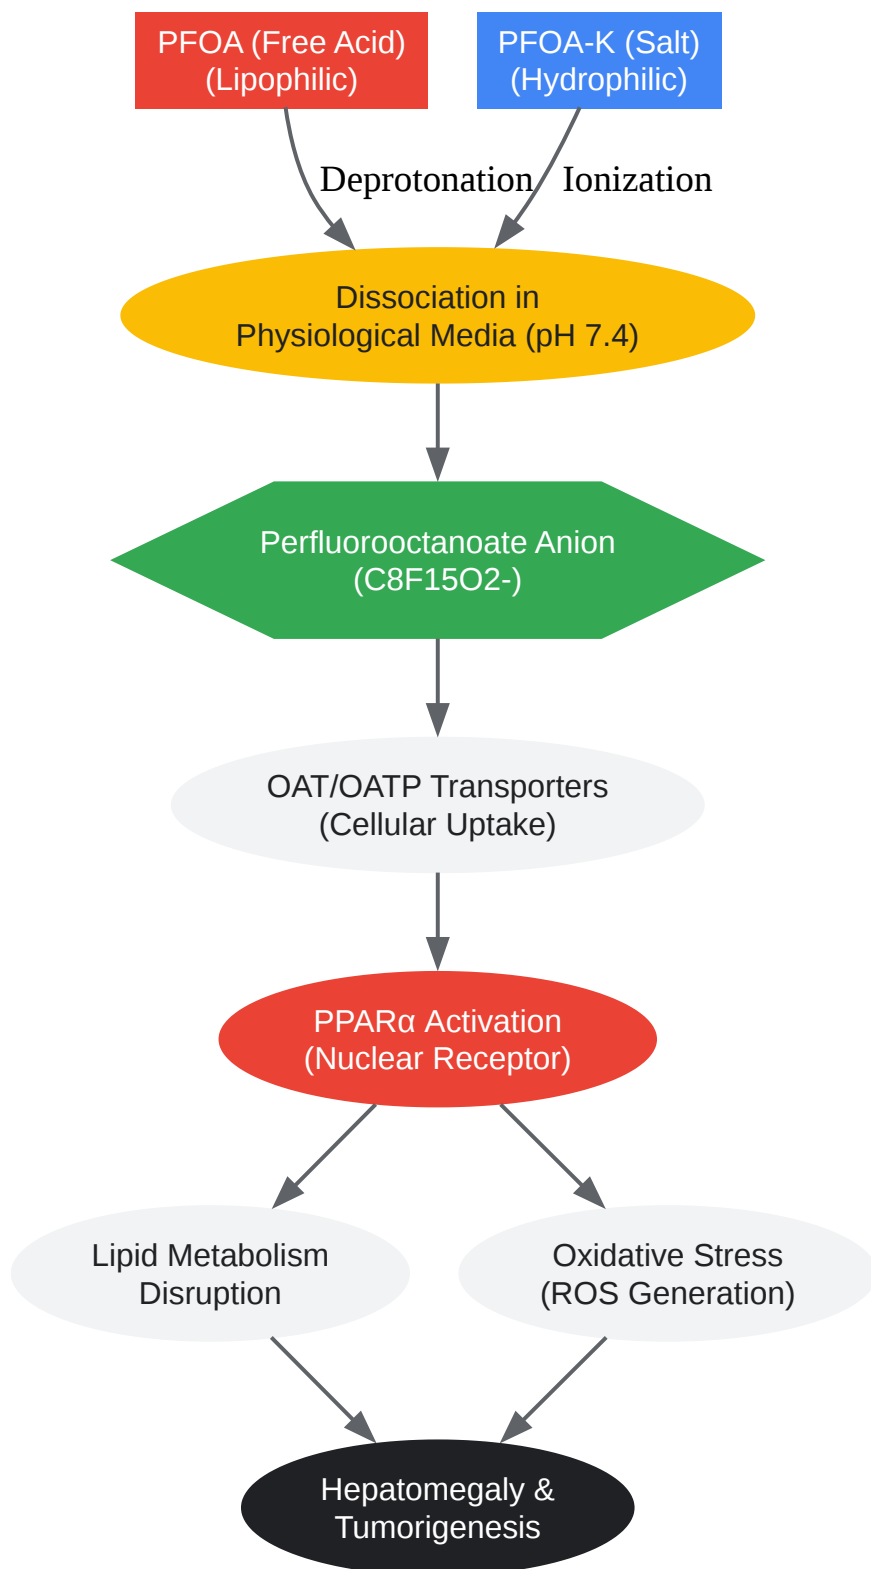 PFOA (Free Acid)
(Lipophilic)
PFOA-K (Salt)
(Hydrophilic)
Deprotonation
Ionization
Dissociation in
Physiological Media (pH 7.4)
Perfluorooctanoate Anion
(C8F15O2-)
OAT/OATP Transporters
(Cellular Uptake)
PPARα Activation
(Nuclear Receptor)
Lipid Metabolism
Disruption
Oxidative Stress
(ROS Generation)
Hepatomegaly &
Tumorigenesis